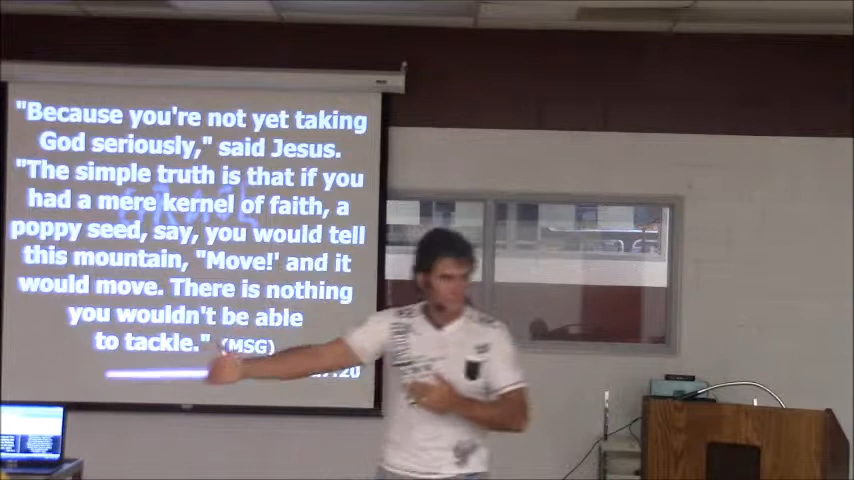 "Because you're not yet taking
God seriously," said Jesus.
"The simple truth is that if you
had a mere kernel of faith, a
poppy seed, say, you would tell
this mountain, "Move!' and it
would move. There is nothing
you wouldn't be able
to tackle." (MSG)
:20